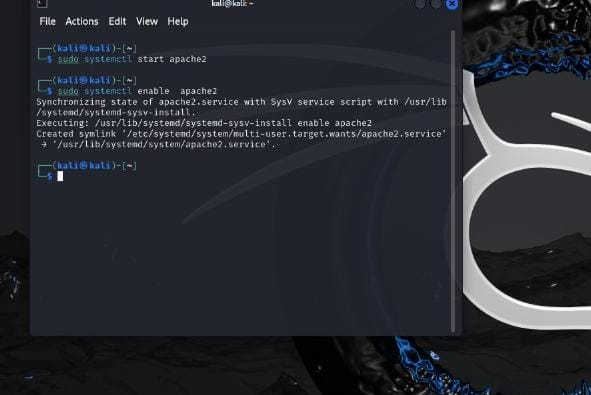 kali@kali: ~
File Actions Edit View Help
┌──(kali㉿kali)-[~]
└─$ sudo systemctl start apache2
┌──(kali㉿kali)-[~]
└─$ sudo systemctl enable  apache2
Synchronizing state of apache2.service with SysV service script with /usr/lib
/systemd/systemd-sysv-install.
Executing: /usr/lib/systemd/systemd-sysv-install enable apache2
Created symlink '/etc/systemd/system/multi-user.target.wants/apache2.service'
 → '/usr/lib/systemd/system/apache2.service'.
┌──(kali㉿kali)-[~]
└─$